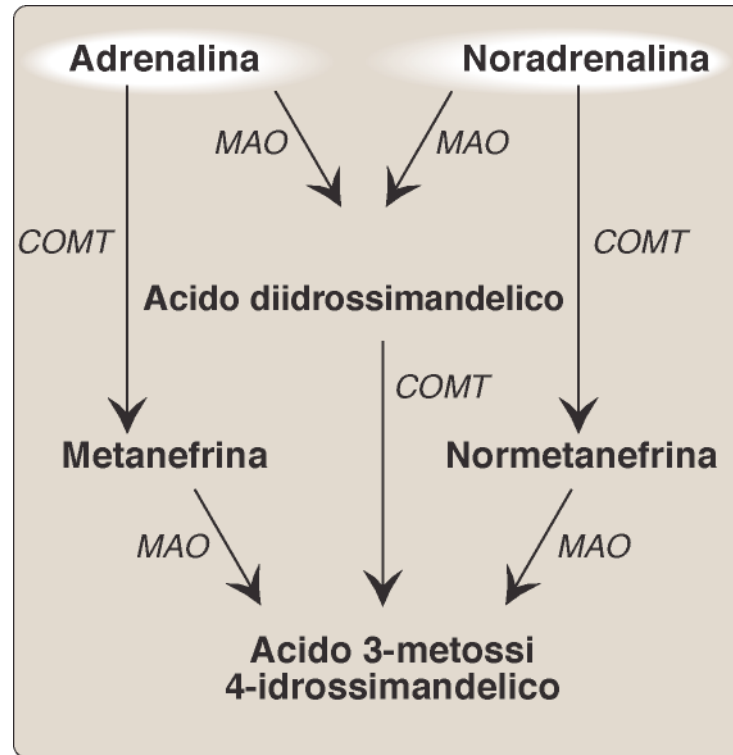 Adrenalina
Noradrenalina
MAO
MAO
COMT
COMT
Acido diidrossimandelico
COMT
Metanefrina
Normetanefrina
MAO
MAO
Acido 3-metossi
4-idrossimandelico